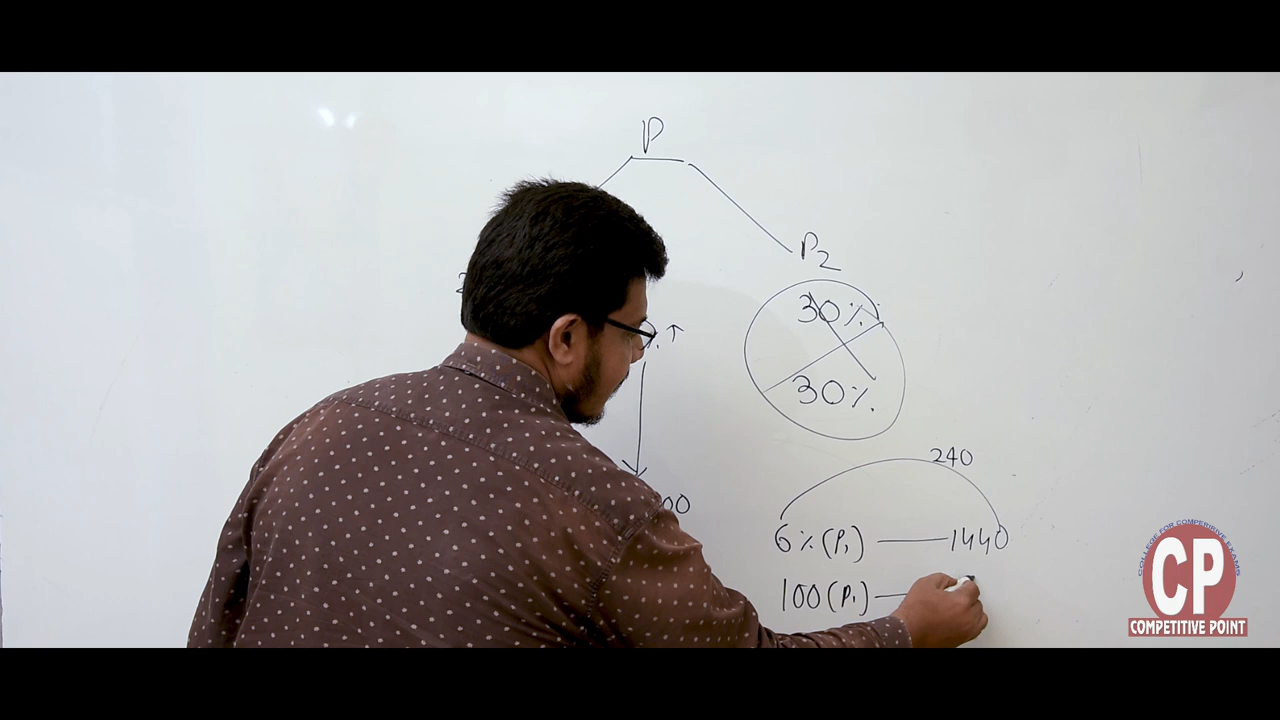 P
P2
30%
30%
240
6%(P1) 1440
100(P1)
COLLEGE FOR COMPETITIVE EXAMS
CP
COMPETITIVE POINT